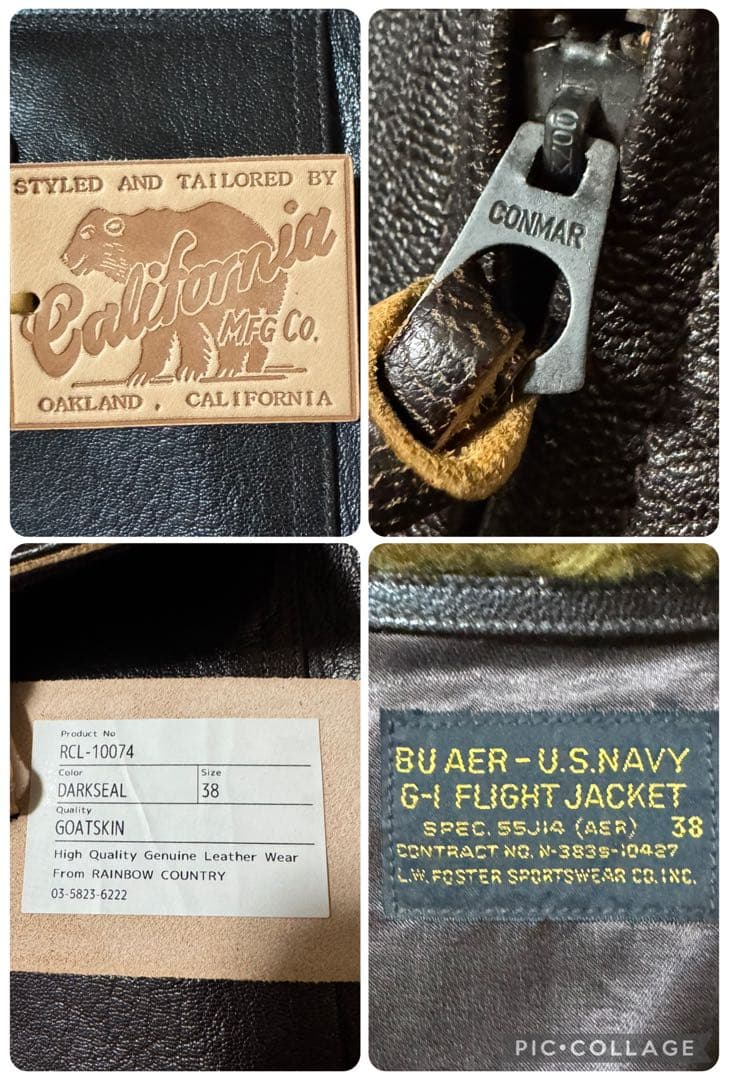 STYLED AND TAILORED BY
California
MFG CO.
OAKLAND, CALIFORNIA
CONMAR
Product No
RCL-10074
Color
DARKSEAL
Size
38
Quality
GOATSKIN
High Quality Genuine Leather Wear
From RAINBOW COUNTRY
03-5823-6222
BU AER - U.S.NAVY
G-1 FLIGHT JACKET
SPEC. 55J14 (AER) 38
CONTRACT NO. N-383s-10427
L.W. FOSTER SPORTSWEAR CO. INC.
PIC•COLLAGE